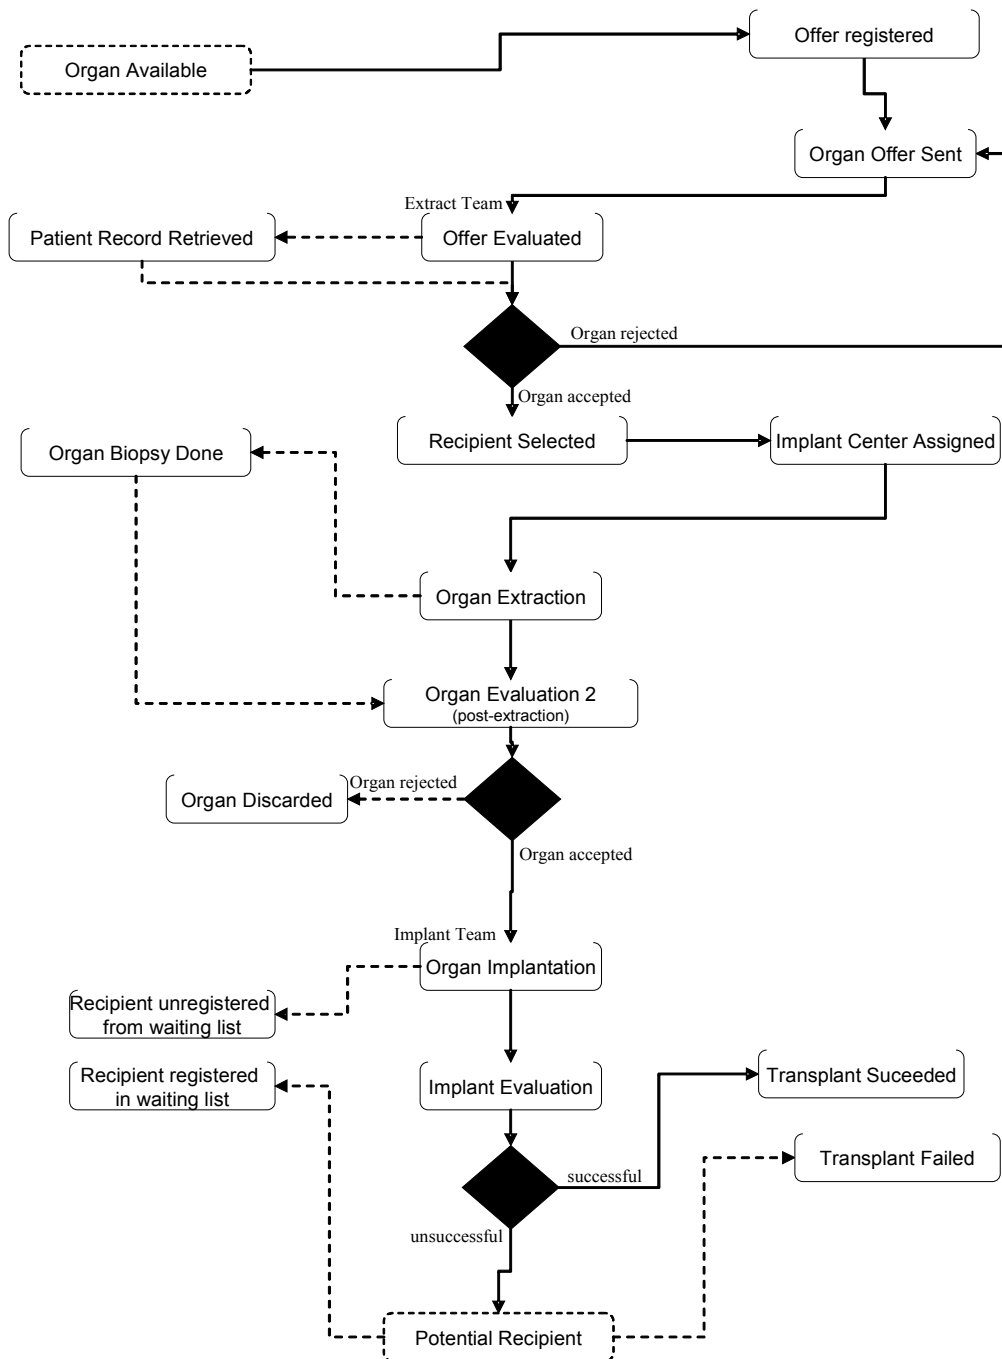 Offer registered
Organ Available
Organ Offer Sent
Extract Team
Patient Record Retrieved
Offer Evaluated
Organ rejected
Organ accepted
Organ Biopsy Done
Recipient Selected
Implant Center Assigned
Organ Extraction
Organ Evaluation 2
(post-extraction)
Organ rejected
Organ Discarded
Organ accepted
Implant Team
Organ Implantation
Recipient unregistered
from waiting list
Recipient registered
in waiting list
Implant Evaluation
Transplant Suceeded
Transplant Failed
successful
unsuccessful
Potential Recipient